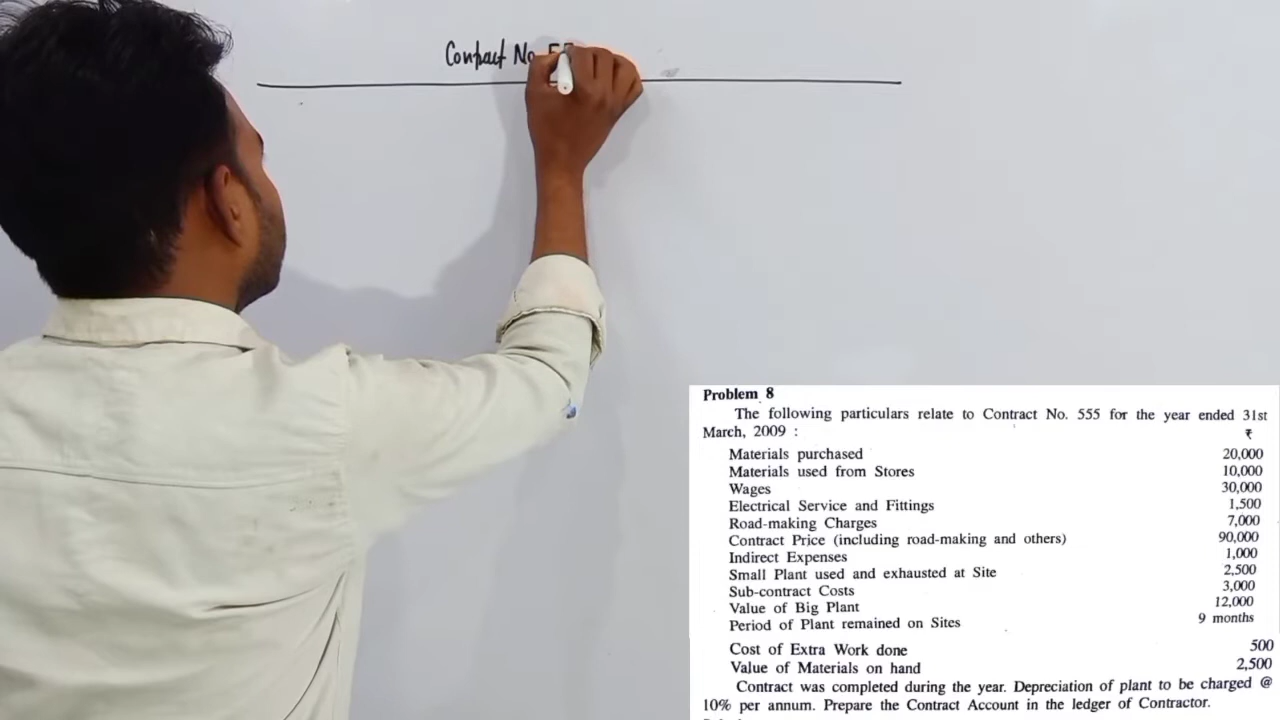 Contract No. 55
Problem 8
The following particulars relate to Contract No. 555 for the year ended 31st
March, 2009 :
₹
Materials purchased 20,000
Materials used from Stores 10,000
Wages 30,000
Electrical Service and Fittings 1,500
Road-making Charges 7,000
Contract Price (including road-making and others) 90,000
Indirect Expenses 1,000
Small Plant used and exhausted at Site 2,500
Sub-contract Costs 3,000
Value of Big Plant 12,000
Period of Plant remained on Sites 9 months
Cost of Extra Work done 500
Value of Materials on hand 2,500
Contract was completed during the year. Depreciation of plant to be charged @
10% per annum. Prepare the Contract Account in the ledger of Contractor.